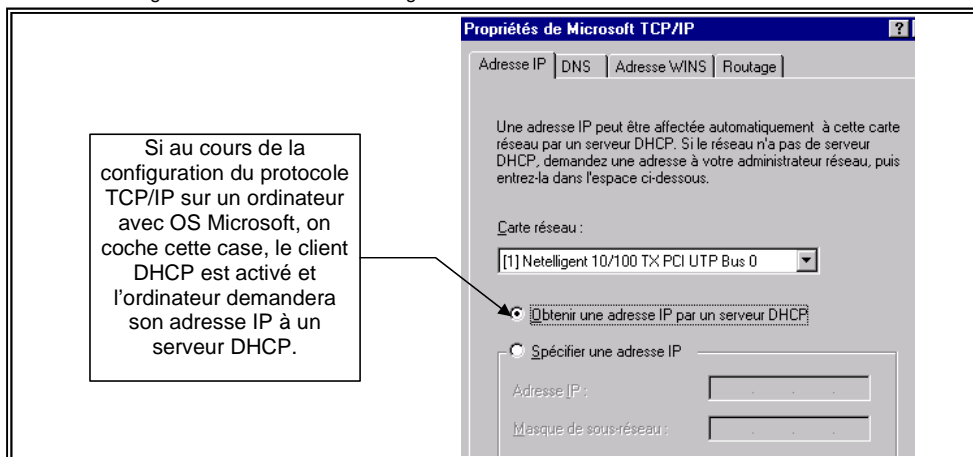 Propriétés de Microsoft TCP/IP
?
Adresse IP
DNS
Adresse WINS
Routage
Une adresse IP peut être affectée automatiquement à cette carte
réseau par un serveur DHCP. Si le réseau n'a pas de serveur
DHCP, demandez une adresse à votre administrateur réseau, puis
entrez-la dans l'espace ci-dessous.
Si au cours de la
configuration du protocole
TCP/IP sur un ordinateur
avec OS Microsoft, on
coche cette case, le client
DHCP est activé et
l'ordinateur demandera
son adresse IP à un
serveur DHCP.
Carte réseau :
[1] Netelligent 10/100 TX PCI UTP Bus 0
Obtenir une adresse IP par un serveur DHCP
Spécifier une adresse IP
Adresse IP :
Masque de sous-réseau :